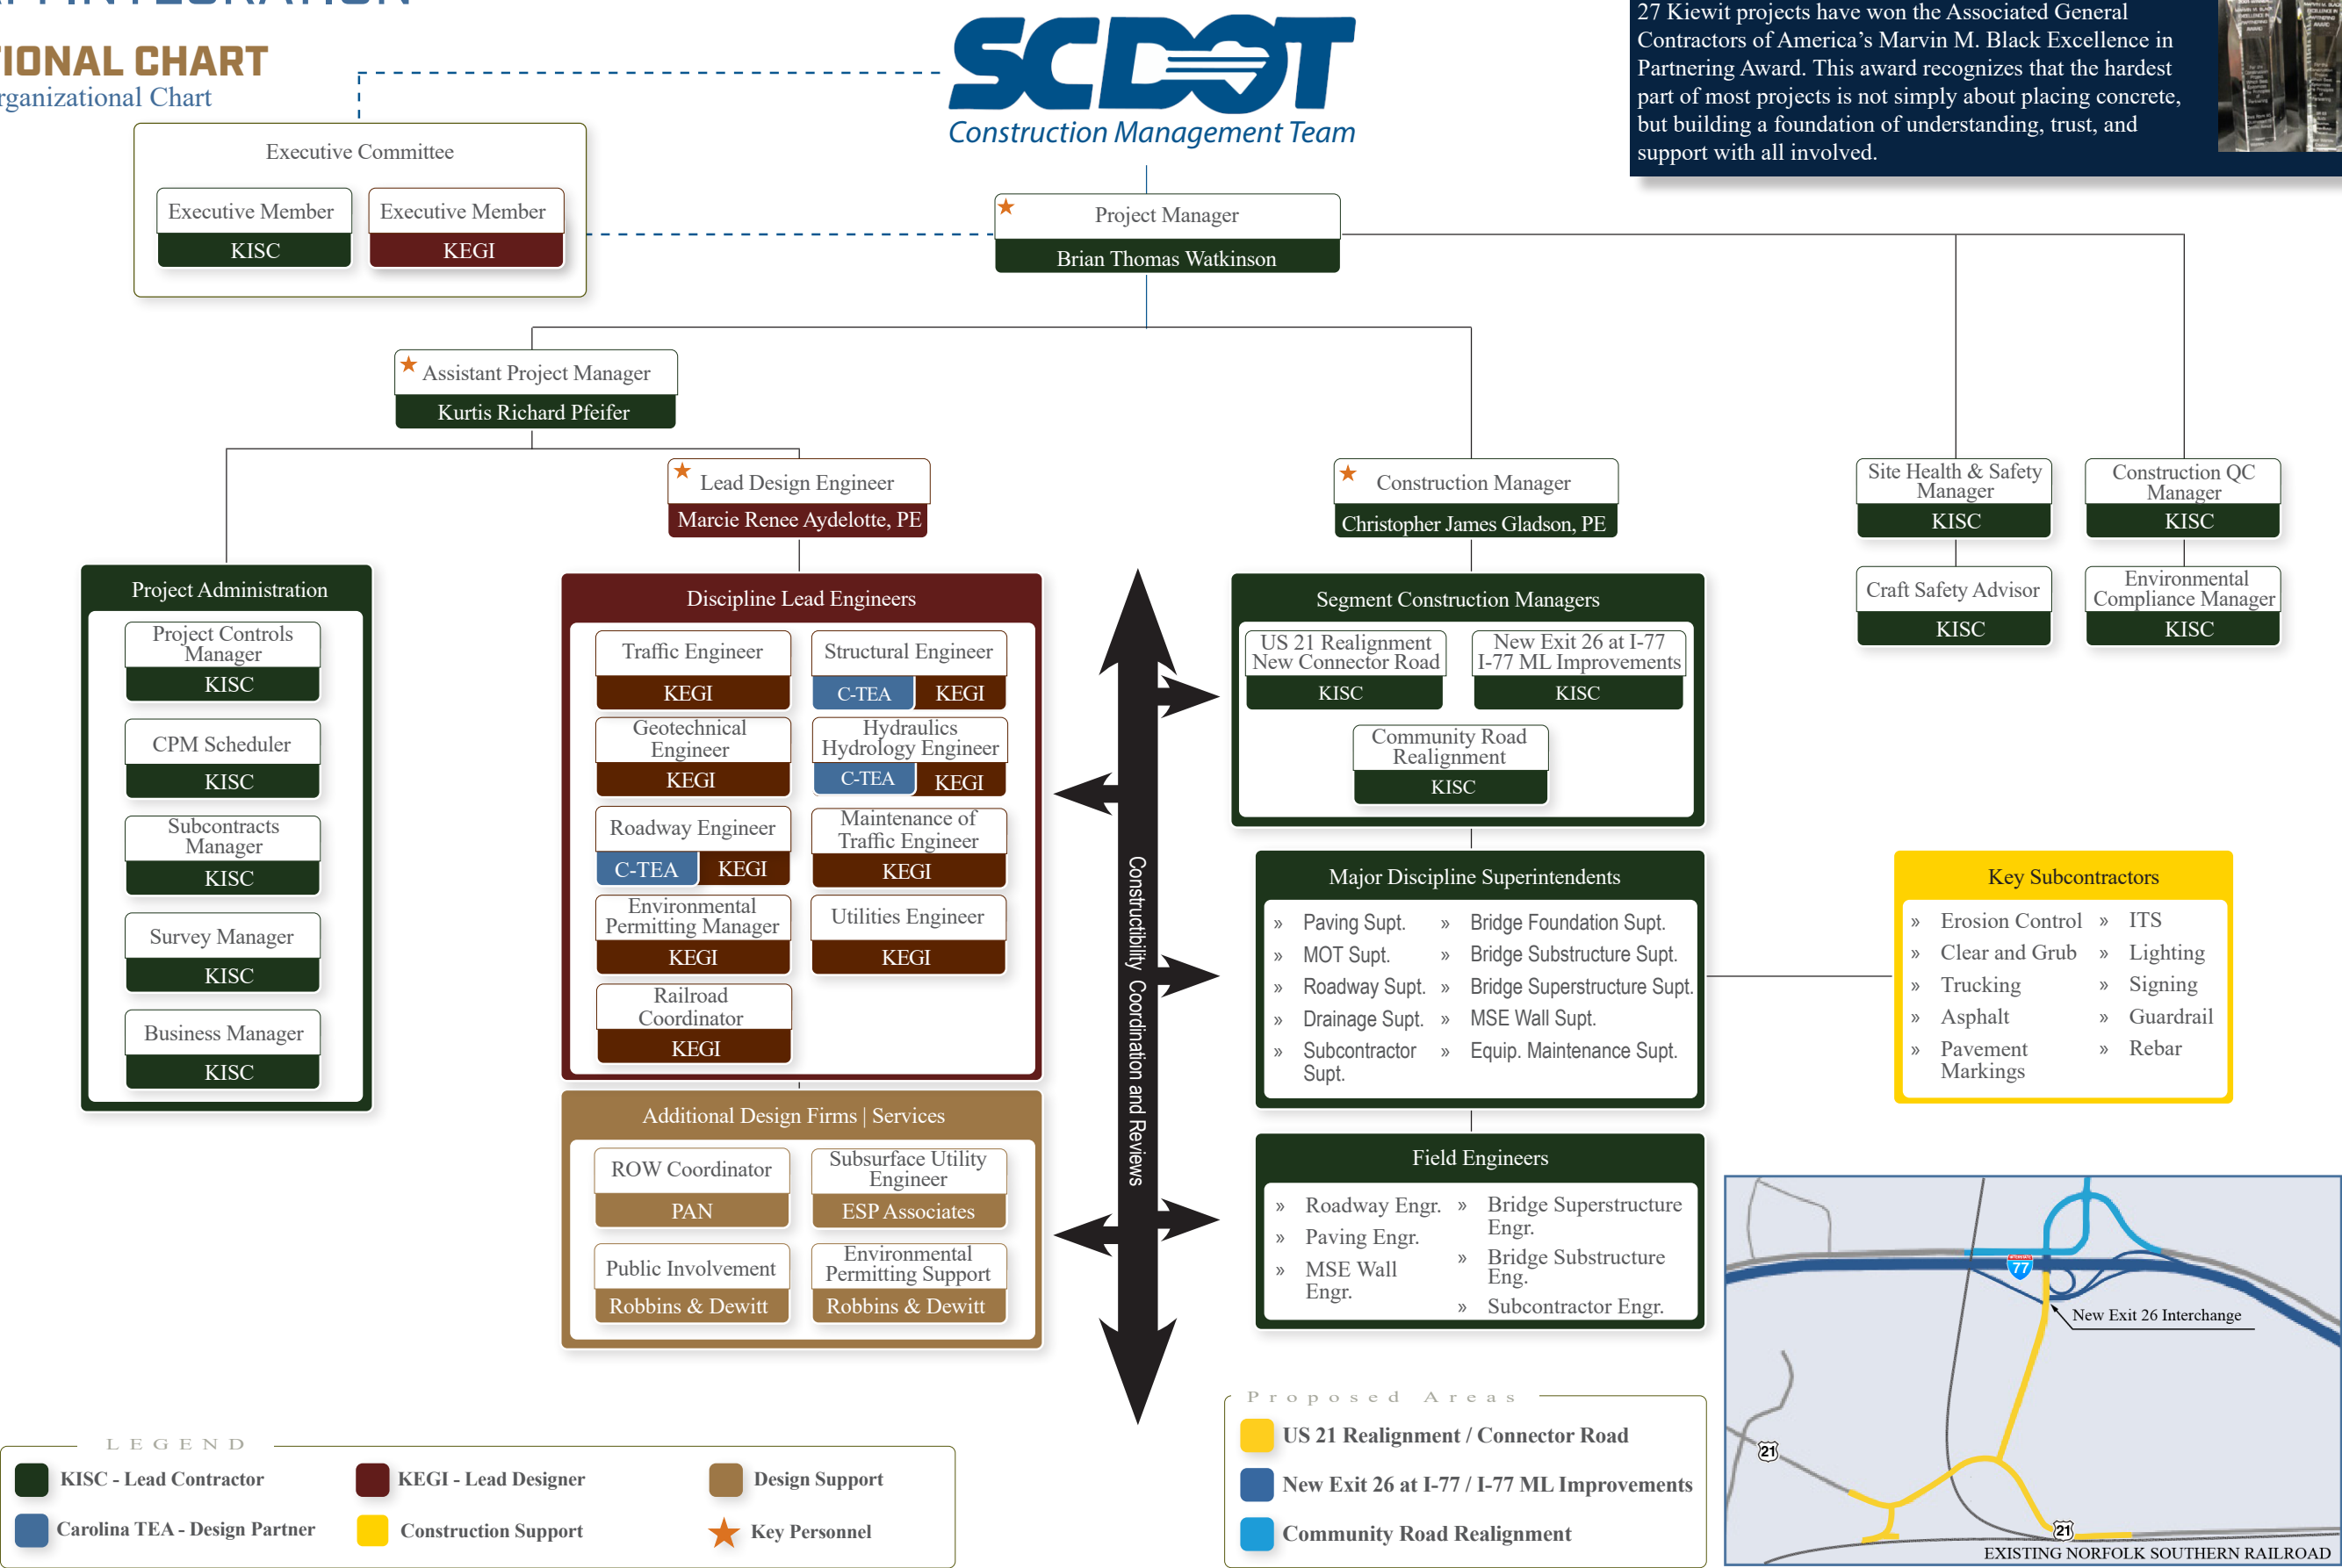 IONAL CHART
rganizational Chart
SCDOT
Construction Management Team
27 Kiewit projects have won the Associated General
Contractors of America's Marvin M. Black Excellence in
Partnering Award. This award recognizes that the hardest
part of most projects is not simply about placing concrete,
but building a foundation of understanding, trust, and
support with all involved.
Executive Committee
Executive Member
KISC
Executive Member
KEGI
Project Manager
Brian Thomas Watkinson
Assistant Project Manager
Kurtis Richard Pfeifer
Lead Design Engineer
Marcie Renee Aydelotte, PE
Construction Manager
Christopher James Gladson, PE
Site Health & Safety
Manager
KISC
Construction QC
Manager
KISC
Craft Safety Advisor
KISC
Environmental
Compliance Manager
KISC
Project Administration
Project Controls
Manager
KISC
CPM Scheduler
KISC
Subcontracts
Manager
KISC
Survey Manager
KISC
Business Manager
KISC
Discipline Lead Engineers
Traffic Engineer
KEGI
Structural Engineer
C-TEA KEGI
Geotechnical
Engineer
KEGI
Hydraulics
Hydrology Engineer
C-TEA KEGI
Roadway Engineer
C-TEA KEGI
Maintenance of
Traffic Engineer
KEGI
Environmental
Permitting Manager
KEGI
Utilities Engineer
KEGI
Railroad
Coordinator
KEGI
Additional Design Firms | Services
ROW Coordinator
PAN
Subsurface Utility
Engineer
ESP Associates
Public Involvement
Robbins & Dewitt
Environmental
Permitting Support
Robbins & Dewitt
Constructibility Coordination and Reviews
Segment Construction Managers
US 21 Realignment
New Connector Road
KISC
New Exit 26 at I-77
I-77 ML Improvements
KISC
Community Road
Realignment
KISC
Major Discipline Superintendents
» Paving Supt.
» MOT Supt.
» Roadway Supt.
» Drainage Supt.
» Subcontractor
Supt.
» Bridge Foundation Supt.
» Bridge Substructure Supt.
» Bridge Superstructure Supt.
» MSE Wall Supt.
» Equip. Maintenance Supt.
Key Subcontractors
» Erosion Control
» Clear and Grub
» Trucking
» Asphalt
» Pavement
Markings
» ITS
» Lighting
» Signing
» Guardrail
» Rebar
Field Engineers
» Roadway Engr.
» Paving Engr.
» MSE Wall
Engr.
» Bridge Superstructure
Engr.
» Bridge Substructure
Eng.
» Subcontractor Engr.
LEGEND
KISC - Lead Contractor
KEGI - Lead Designer
Design Support
Carolina TEA - Design Partner
Construction Support
Key Personnel
Proposed Areas
US 21 Realignment / Connector Road
New Exit 26 at I-77 / I-77 ML Improvements
Community Road Realignment
77
New Exit 26 Interchange
21
21
EXISTING NORFOLK SOUTHERN RAILROAD